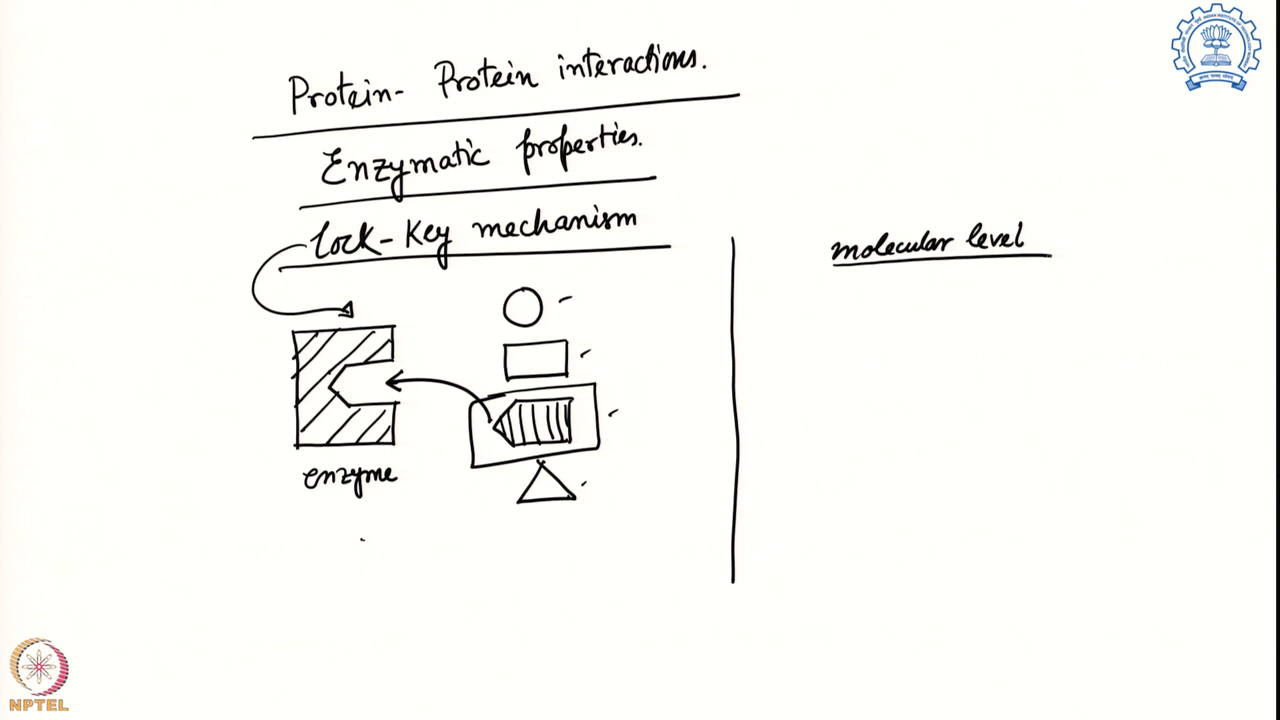 Protein- Protein interactions.
Enzymatic properties.
Lock-Key mechanism
molecular level
enzyme
NPTEL